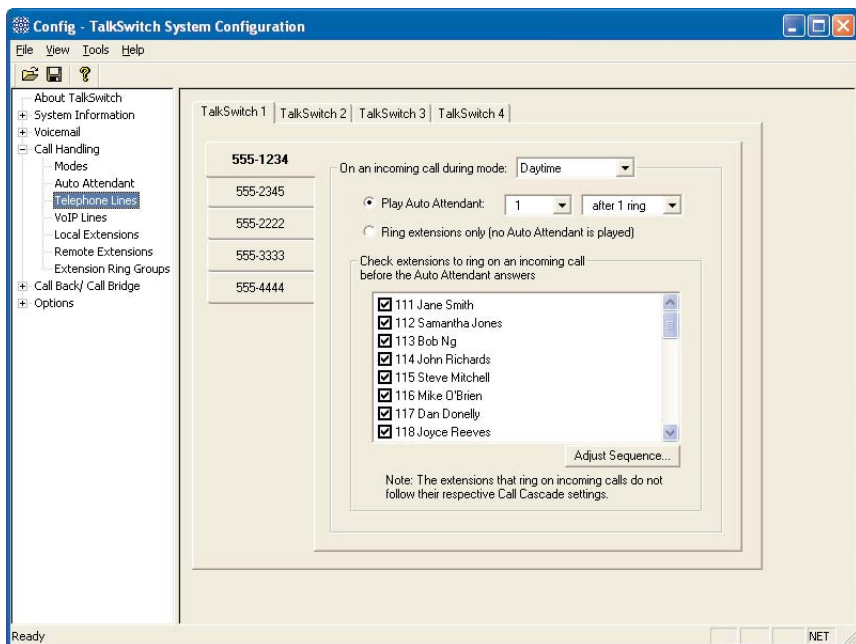 Config - TalkSwitch System Configuration
File View Tools Help
About TalkSwitch
System Information
Voicemail
Call Handling
Modes
Auto Attendant
Telephone Lines
VoIP Lines
Local Extensions
Remote Extensions
Extension Ring Groups
Call Back/ Call Bridge
Options
TalkSwitch 1 TalkSwitch 2 TalkSwitch 3 TalkSwitch 4
555-1234
555-2345
555-2222
555-3333
555-4444
On an incoming call during mode: Daytime
Play Auto Attendant: 1 after 1 ring
Ring extensions only (no Auto Attendant is played)
Check extensions to ring on an incoming call
before the Auto Attendant answers
111 Jane Smith
112 Samantha Jones
113 Bob Ng
114 John Richards
115 Steve Mitchell
116 Mike O'Brien
117 Dan Donelly
118 Joyce Reeves
Adjust Sequence...
Note: The extensions that ring on incoming calls do not
follow their respective Call Cascade settings.
Ready NET